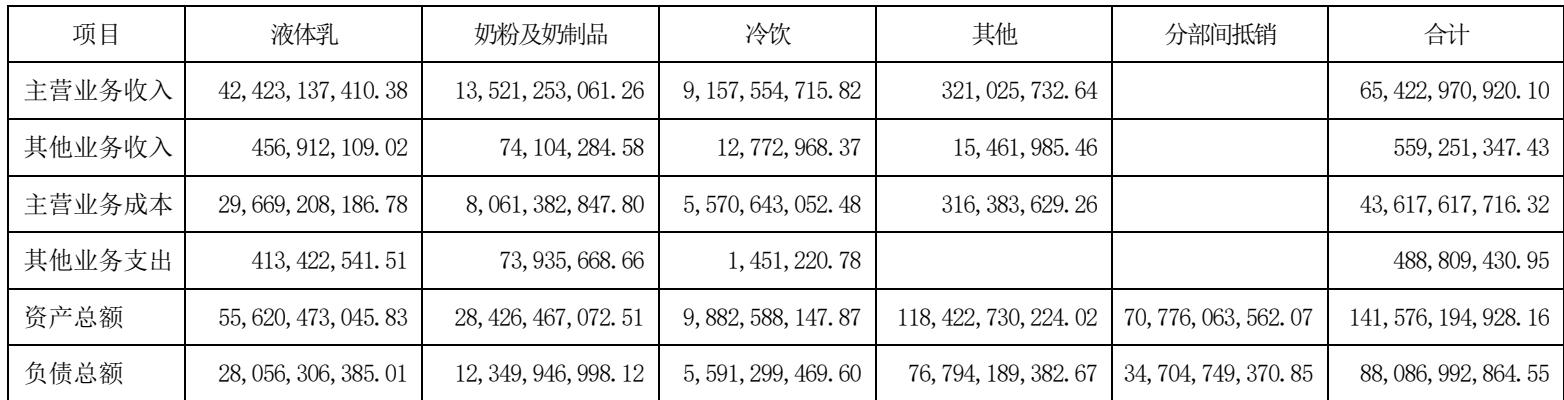 项目 液体乳 奶粉及奶制品 冷饮 其他 分部间抵销 合计
主营业务收入 42,423,137,410.38 13,521,253,061.26 9,157,554,715.82 321,025,732.64 65,422,970,920.10
其他业务收入 456,912,109.02 74,104,284.58 12,772,968.37 15,461,985.46 559,251,347.43
主营业务成本 29,669,208,186.78 8,061,382,847.80 5,570,643,052.48 316,383,629.26 43,617,617,716.32
其他业务支出 413,422,541.51 73,935,668.66 1,451,220.78 488,809,430.95
资产总额 55,620,473,045.83 28,426,467,072.51 9,882,588,147.87 118,422,730,224.02 70,776,063,562.07 141,576,194,928.16
负债总额 28,056,306,385.01 12,349,946,998.12 5,591,299,469.60 76,794,189,382.67 34,704,749,370.85 88,086,992,864.55